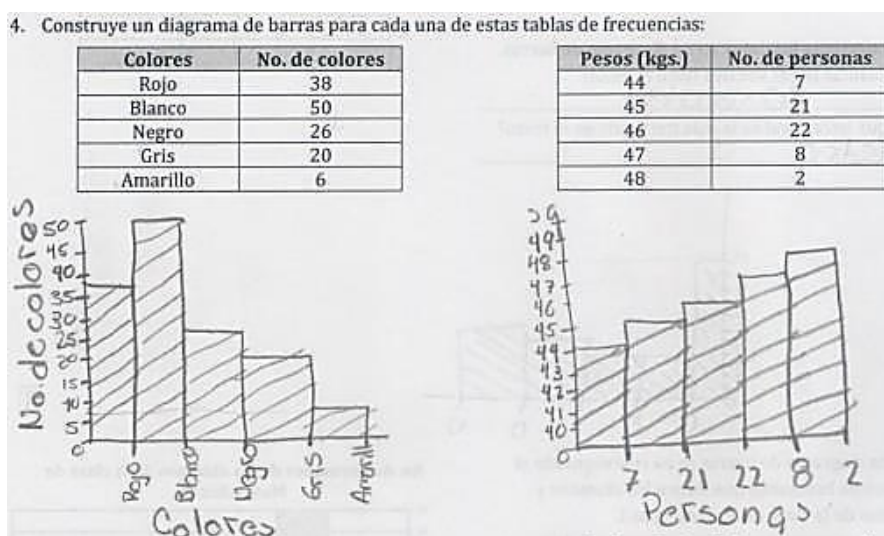 4. Construye un diagrama de barras para cada una de estas tablas de frecuencias:
Colores No. de colores
Rojo 38
Blanco 50
Negro 26
Gris 20
Amarillo 6
Pesos (kgs.) No. de personas
44 7
45 21
46 22
47 8
48 2
No. de colores
50
45
40
35
30
25
20
15
10
5
0
Rojo
Blanco
Negro
Gris
Amarill
Colores
49
48
47
46
45
44
43
42
41
40
0
7 21 22 8 2
Personas